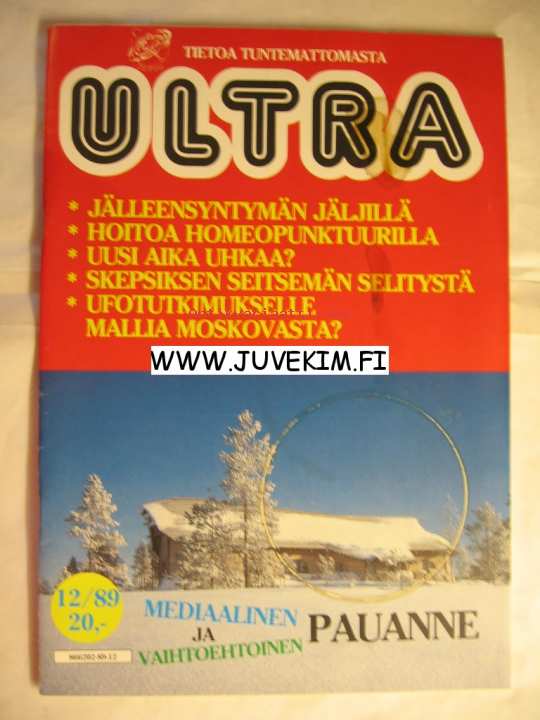 TIETOA TUNTEMATTOMASTA
ULTRA
* JÄLLEENSYNTYMÄN JÄLJILLÄ
* HOITOA HOMEOPUNKTUURILLA
* UUSI AIKA UHKAA?
* SKEPSIKSEN SEITSEMÄN SELITYSTÄ
* UFOTUTKIMUKSELLE
MALLIA MOSKOVASTA?
WWW.JUVEKIM.FI
12/89
20,-
MEDIAALINEN
JA
VAIHTOEHTOINEN
PAUANNE